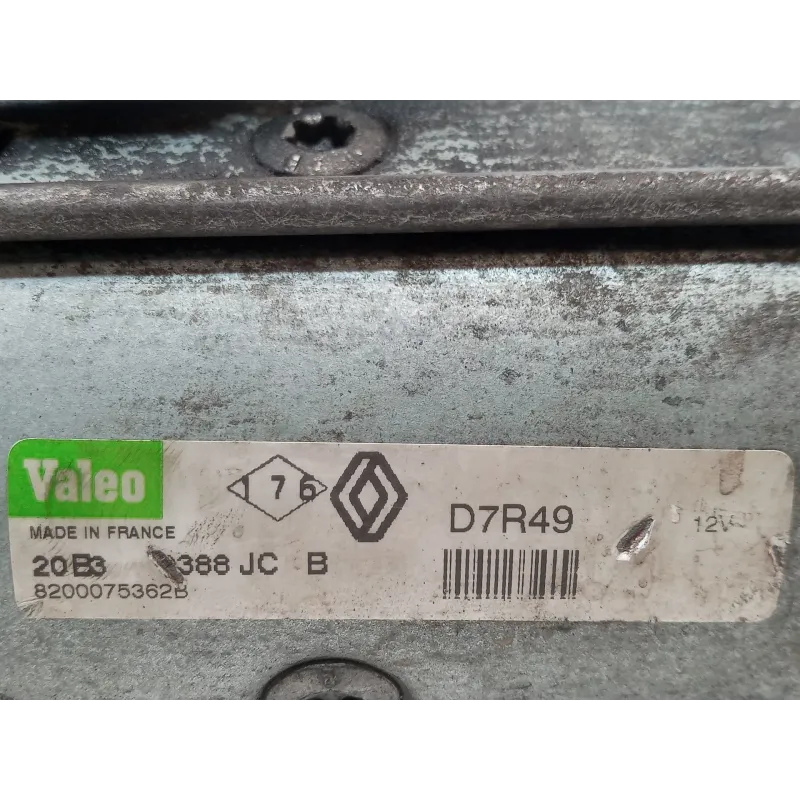 Valeo
176
D7R49
12V
MADE IN FRANCE
20B3 388 JC B
8200075362B